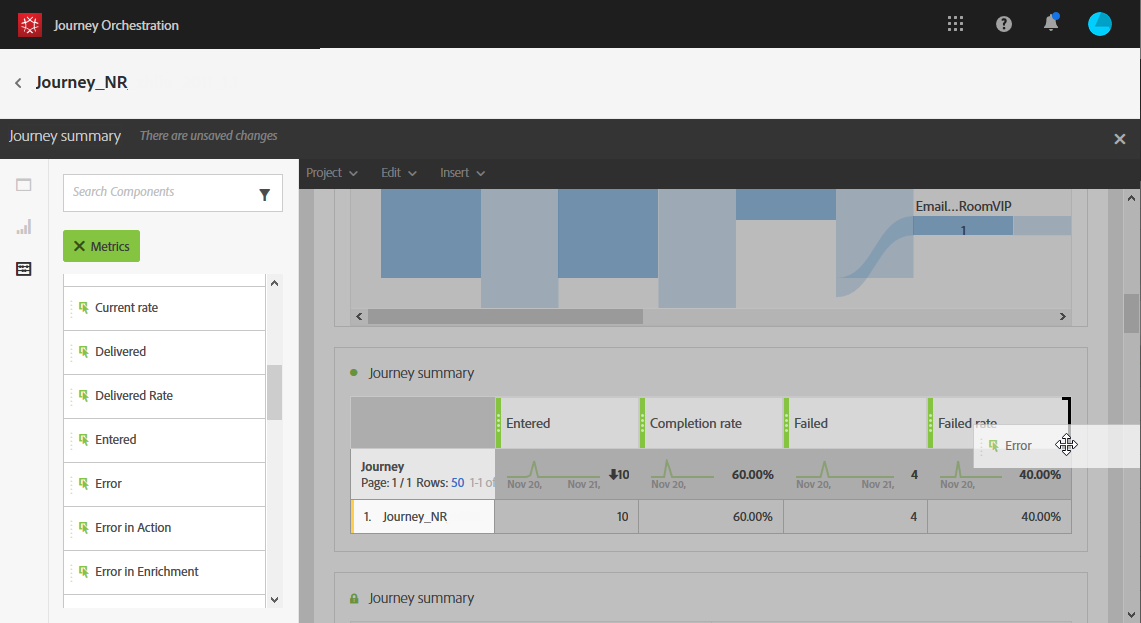 Journey Orchestration
Journey_NR
Journey summary There are unsaved changes
Project Edit Insert
Search Components
Metrics
Current rate
Delivered
Delivered Rate
Entered
Error
Error in Action
Error in Enrichment
Email...RoomVIP
1
Journey summary
Entered Completion rate Failed Failed rate
Error
Journey
Page: 1 / 1 Rows: 50 1-1 of
Nov 20, Nov 21, 10 Nov 20, 60.00% Nov 20, Nov 21, 4 Nov 20, 40.00%
1. Journey_NR 10 60.00% 4 40.00%
Journey summary